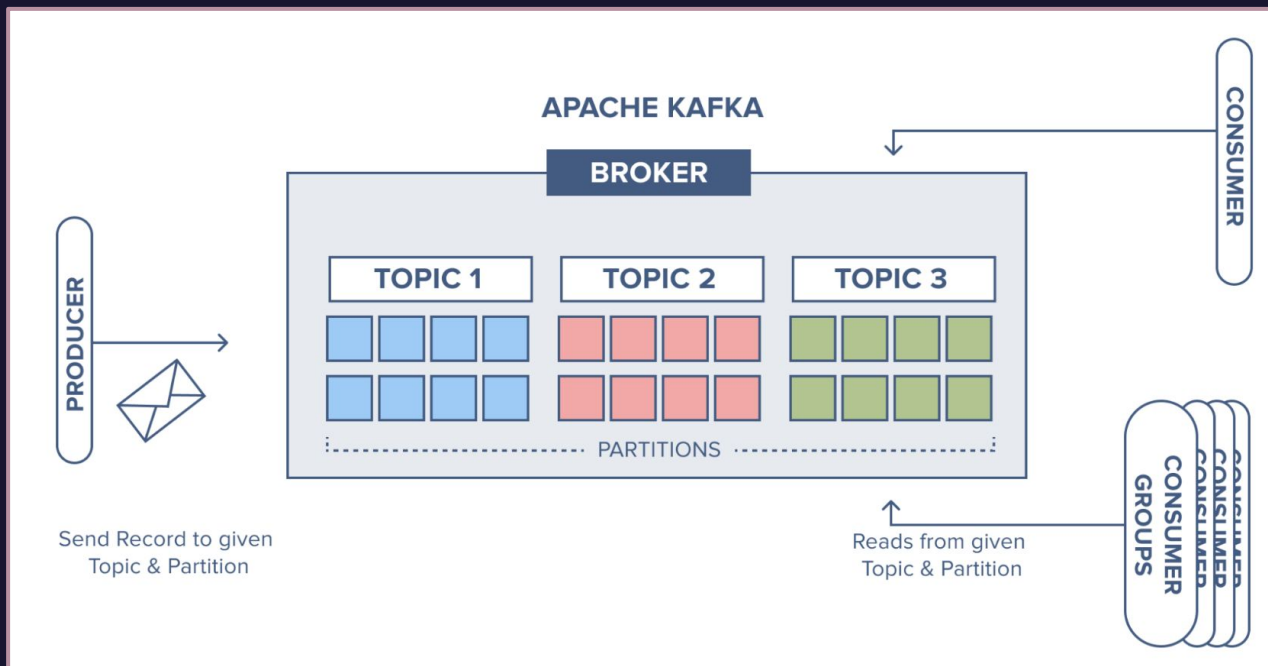 APACHE KAFKA
BROKER
CONSUMER
PRODUCER
TOPIC 1
TOPIC 2
TOPIC 3
PARTITIONS
Send Record to given
Topic & Partition
Reads from given
Topic & Partition
CONSUMER
GROUPS
CONSUMER
CONSUMER
CONSUMER